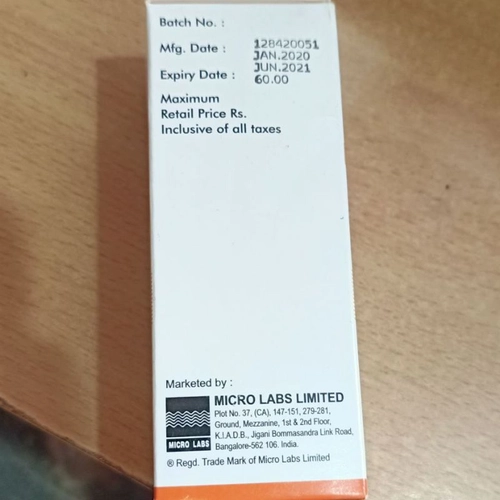 Batch No. :
Mfg. Date : 128420051
JAN.2020
Expiry Date : JUN.2021
60.00
Maximum
Retail Price Rs.
Inclusive of all taxes
Marketed by :
MICRO LABS LIMITED
Plot No. 37, (CA), 147-151, 279-281,
Ground, Mezzanine, 1st & 2nd Floor,
K.I.A.D.B., Jigani Bommasandra Link Road,
MICRO LABS Bangalore-562 106. India.
® Regd. Trade Mark of Micro Labs Limited